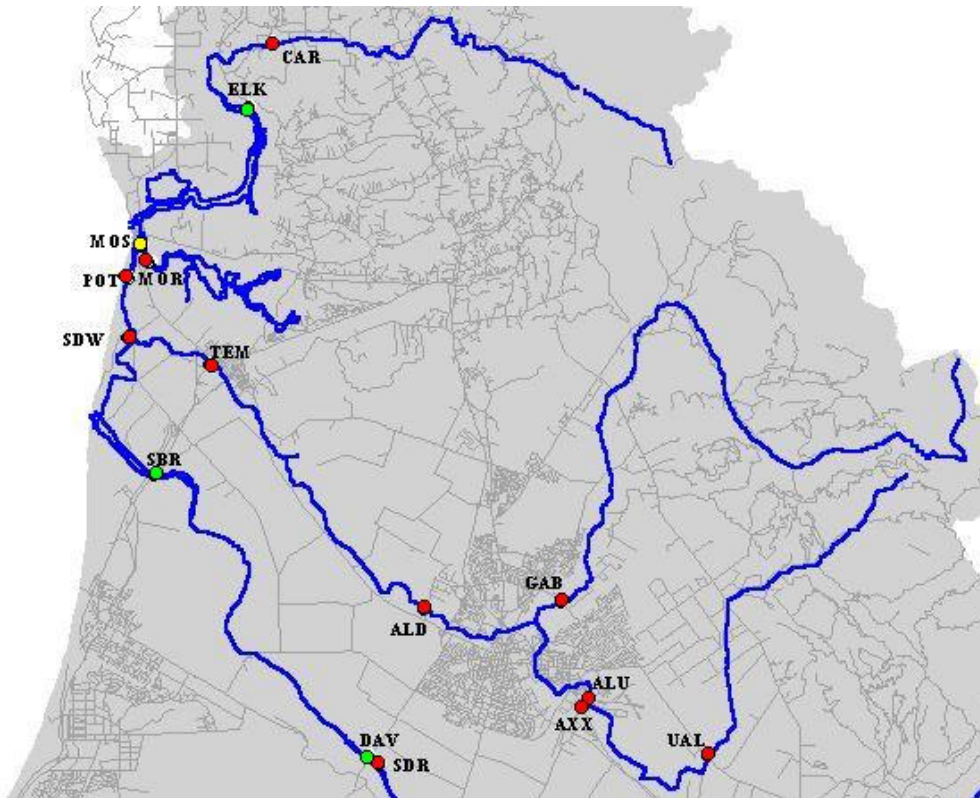 CAR
ELK
MOS
MOR
POT
SDW
TEM
SBR
GAB
ALD
ALU
AXX
UAL
DAV
SDR